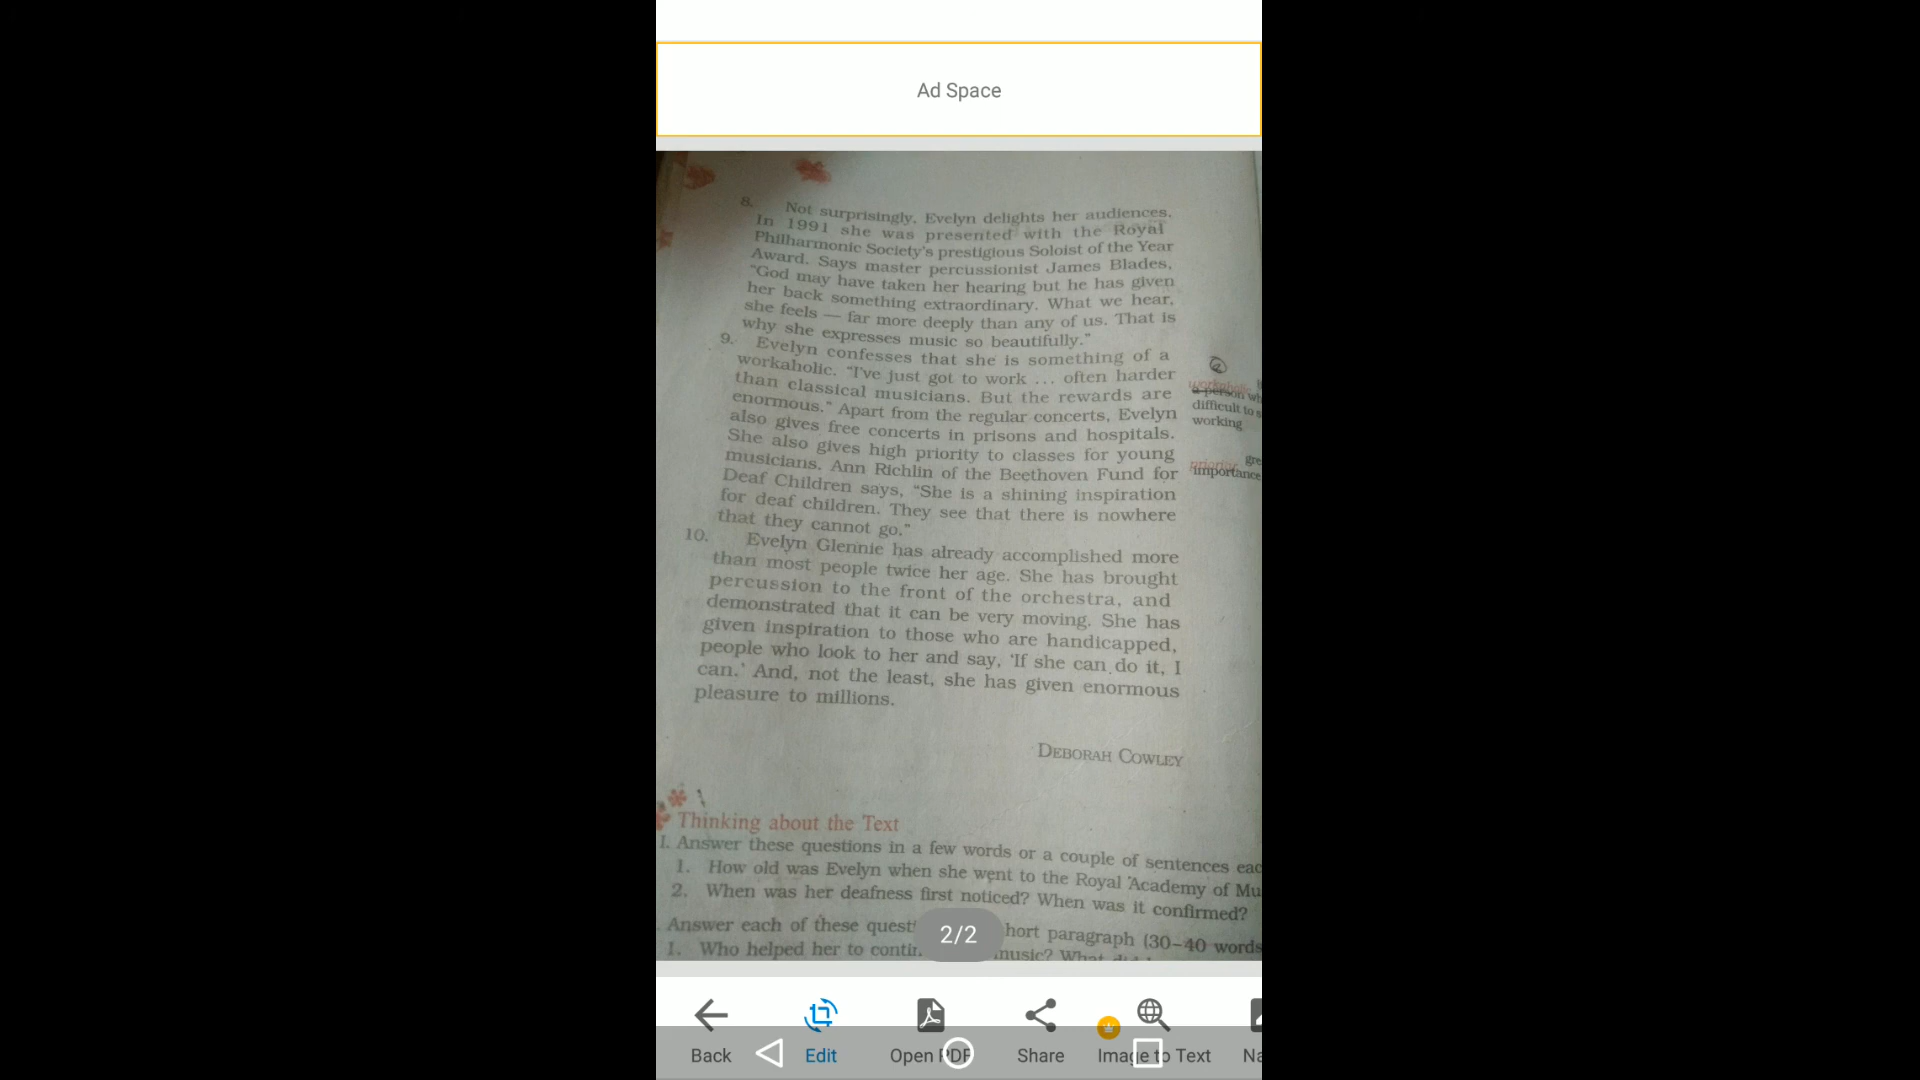 Ad Space
8. Not surprisingly, Evelyn delights her audiences.
In 1991 she was presented with the Royal
Philharmonic Society's prestigious Soloist of the Year
Award. Says master percussionist James Blades,
"God may have taken her hearing but he has given
her back something extraordinary. What we hear,
she feels — far more deeply than any of us. That is
why she expresses music so beautifully."
9. Evelyn confesses that she is something of a
workaholic. "I've just got to work ... often harder
than classical musicians. But the rewards are
enormous." Apart from the regular concerts, Evelyn
also gives free concerts in prisons and hospitals.
She also gives high priority to classes for young
musicians. Ann Richlin of the Beethoven Fund for
Deaf Children says, "She is a shining inspiration
for deaf children. They see that there is nowhere
that they cannot go."
workaholic
a person wh
difficult to s
working
priority gre
importance
10. Evelyn Glennie has already accomplished more
than most people twice her age. She has brought
percussion to the front of the orchestra, and
demonstrated that it can be very moving. She has
given inspiration to those who are handicapped,
people who look to her and say, 'If she can do it, I
can.' And, not the least, she has given enormous
pleasure to millions.
DEBORAH COWLEY
Thinking about the Text
I. Answer these questions in a few words or a couple of sentences eac
1. How old was Evelyn when she went to the Royal Academy of Mu
2. When was her deafness first noticed? When was it confirmed?
Answer each of these quest hort paragraph (30–40 words
1. Who helped her to contin music? What
2/2
Back Edit Open PDF Share Image to Text Na